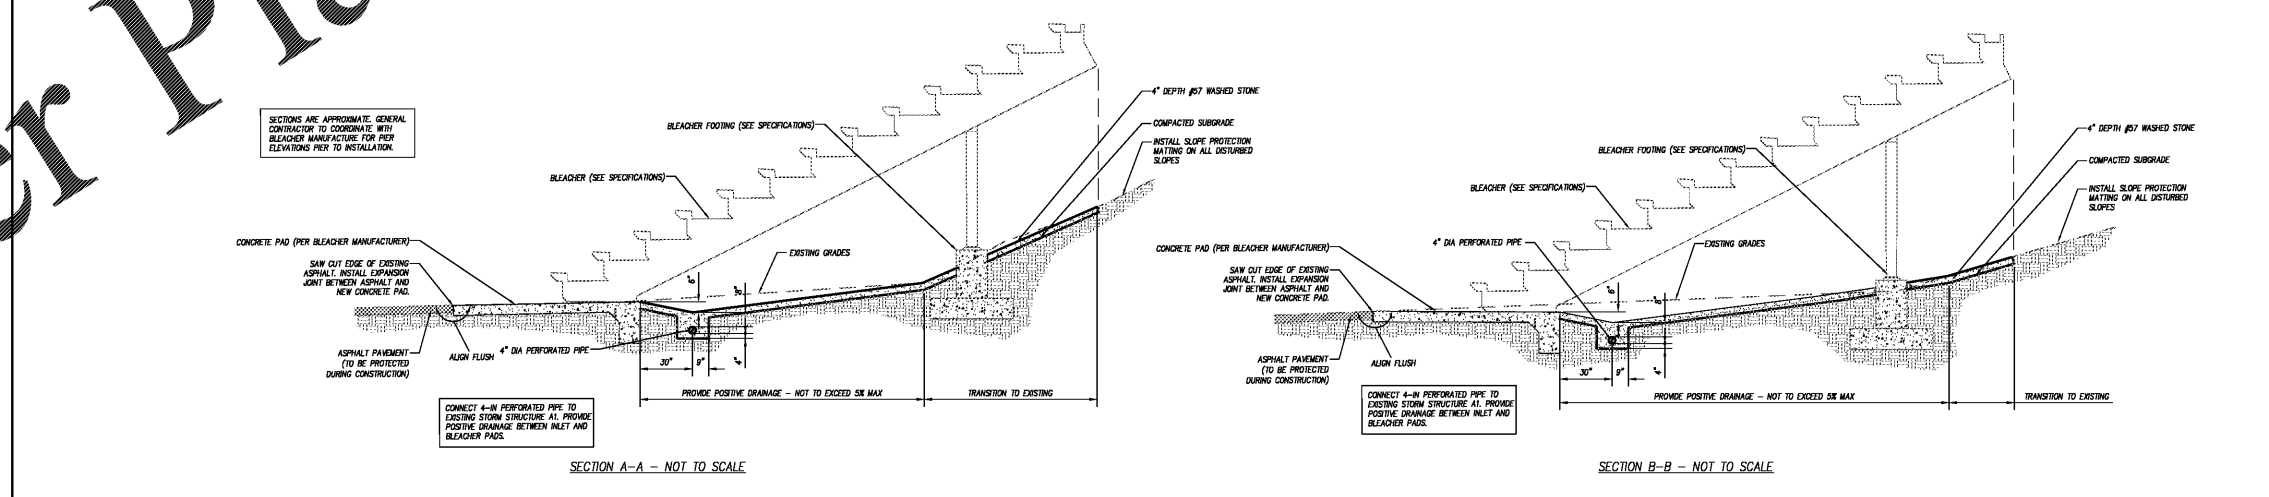 er Pla
SECTIONS ARE APPROXIMATE. GENERAL
CONTRACTOR TO COORDINATE WITH
BLEACHER MANUFACTURE FOR PIER
ELEVATIONS PIER TO INSTALLATION.
BLEACHER FOOTING (SEE SPECIFICATIONS)
4" DEPTH #57 WASHED STONE
COMPACTED SUBGRADE
INSTALL SLOPE PROTECTION
MATTING ON ALL DISTURBED
SLOPES
BLEACHER (SEE SPECIFICATIONS)
CONCRETE PAD (PER BLEACHER MANUFACTURER)
SAW CUT EDGE OF EXISTING
ASPHALT. INSTALL EXPANSION
JOINT BETWEEN ASPHALT AND
NEW CONCRETE PAD.
EXISTING GRADES
6"
8"
ASPHALT PAVEMENT
(TO BE PROTECTED
DURING CONSTRUCTION)
ALIGN FLUSH
4" DIA PERFORATED PIPE
30"
9"
4"
PROVIDE POSITIVE DRAINAGE - NOT TO EXCEED 5% MAX
TRANSITION TO EXISTING
CONNECT 4-IN PERFORATED PIPE TO
EXISTING STORM STRUCTURE A1. PROVIDE
POSITIVE DRAINAGE BETWEEN INLET AND
BLEACHER PADS.
SECTION A-A - NOT TO SCALE
4" DEPTH #57 WASHED STONE
BLEACHER FOOTING (SEE SPECIFICATIONS)
COMPACTED SUBGRADE
BLEACHER (SEE SPECIFICATIONS)
INSTALL SLOPE PROTECTION
MATTING ON ALL DISTURBED
SLOPES
CONCRETE PAD (PER BLEACHER MANUFACTURER)
4" DIA PERFORATED PIPE
EXISTING GRADES
SAW CUT EDGE OF EXISTING
ASPHALT. INSTALL EXPANSION
JOINT BETWEEN ASPHALT AND
NEW CONCRETE PAD.
6"
8"
ASPHALT PAVEMENT
(TO BE PROTECTED
DURING CONSTRUCTION)
ALIGN FLUSH
30"
9"
4"
PROVIDE POSITIVE DRAINAGE - NOT TO EXCEED 5% MAX
TRANSITION TO EXISTING
CONNECT 4-IN PERFORATED PIPE TO
EXISTING STORM STRUCTURE A1. PROVIDE
POSITIVE DRAINAGE BETWEEN INLET AND
BLEACHER PADS.
SECTION B-B - NOT TO SCALE